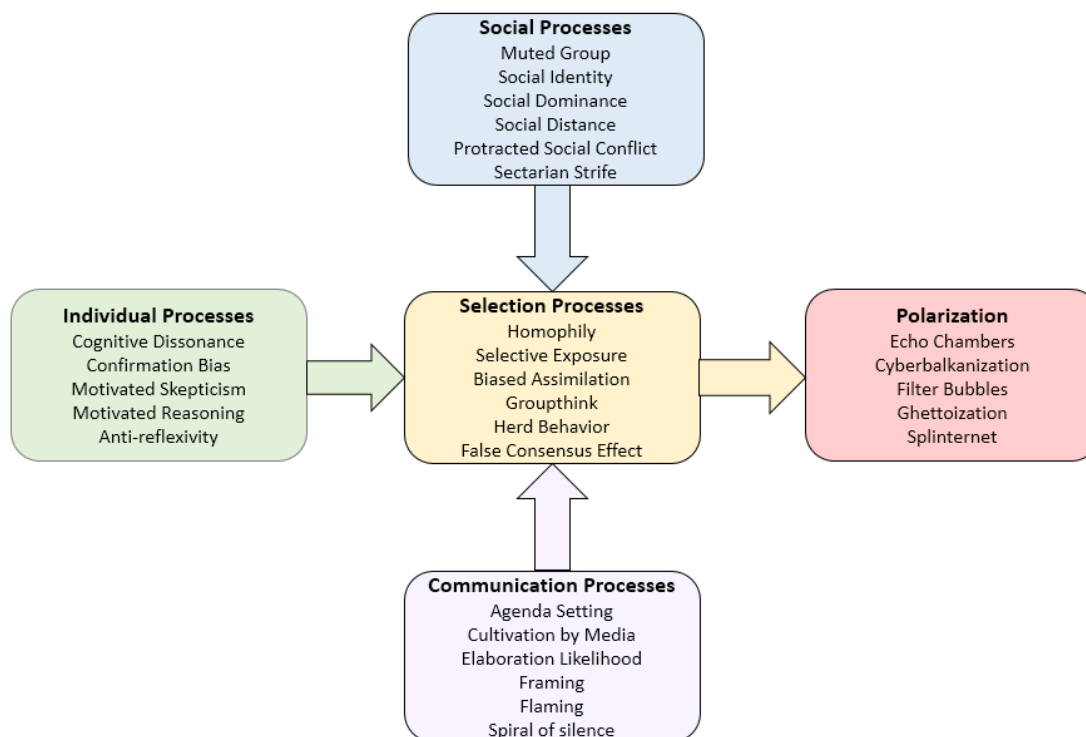 Social Processes
Muted Group
Social Identity
Social Dominance
Social Distance
Protracted Social Conflict
Sectarian Strife
Individual Processes
Cognitive Dissonance
Confirmation Bias
Motivated Skepticism
Motivated Reasoning
Anti-reflexivity
Selection Processes
Homophily
Selective Exposure
Biased Assimilation
Groupthink
Herd Behavior
False Consensus Effect
Polarization
Echo Chambers
Cyberbalkanization
Filter Bubbles
Ghettoization
Splinternet
Communication Processes
Agenda Setting
Cultivation by Media
Elaboration Likelihood
Framing
Flaming
Spiral of silence